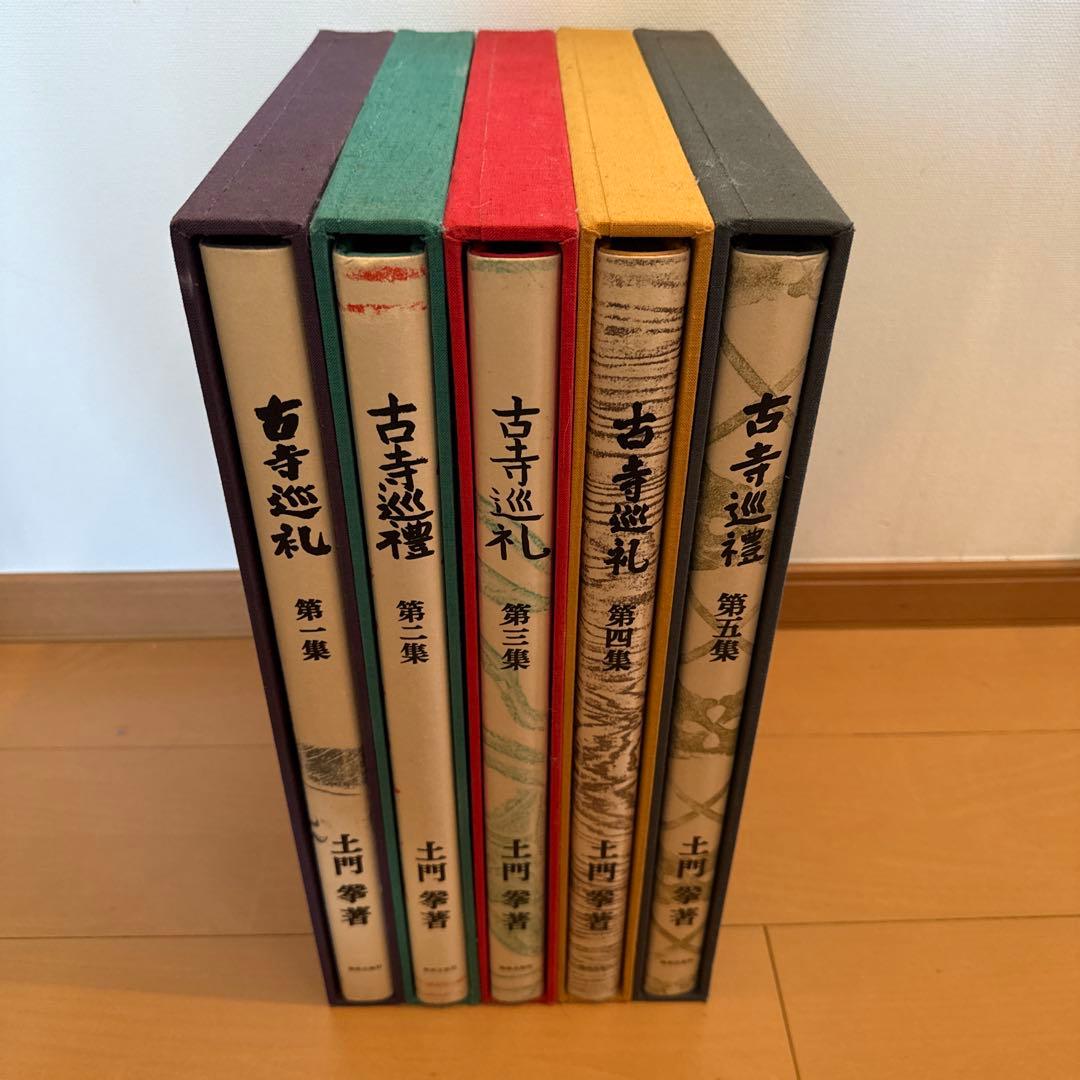 古寺巡礼
第一集
土門 拳著
古寺巡禮
第二集
土門 拳著
古寺巡礼
第三集
土門 拳著
古寺巡礼
第四集
土門 拳著
古寺巡禮
第五集
土門 拳著